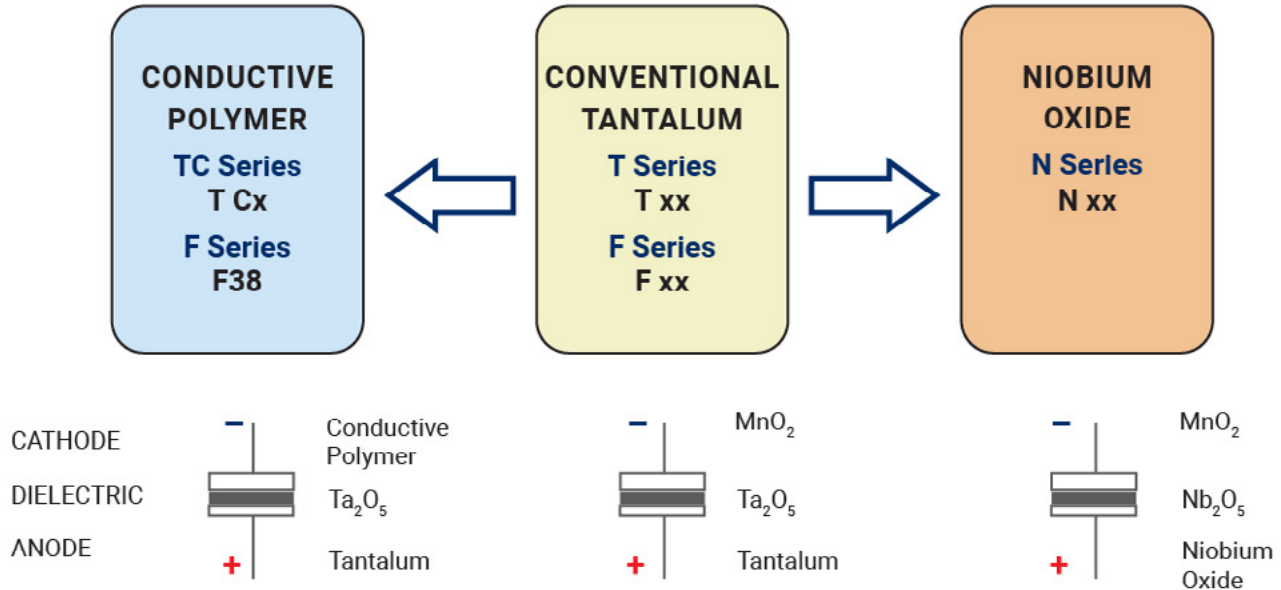 CONDUCTIVE
POLYMER
TC Series
T Cx
F Series
F38
CONVENTIONAL
TANTALUM
T Series
T xx
F Series
F xx
NIOBIUM
OXIDE
N Series
N xx
CATHODE
DIELECTRIC
ANODE
−
Conductive
Polymer
Ta₂O₅
+
Tantalum
−
MnO₂
Ta₂O₅
+
Tantalum
−
MnO₂
Nb₂O₅
+
Niobium
Oxide